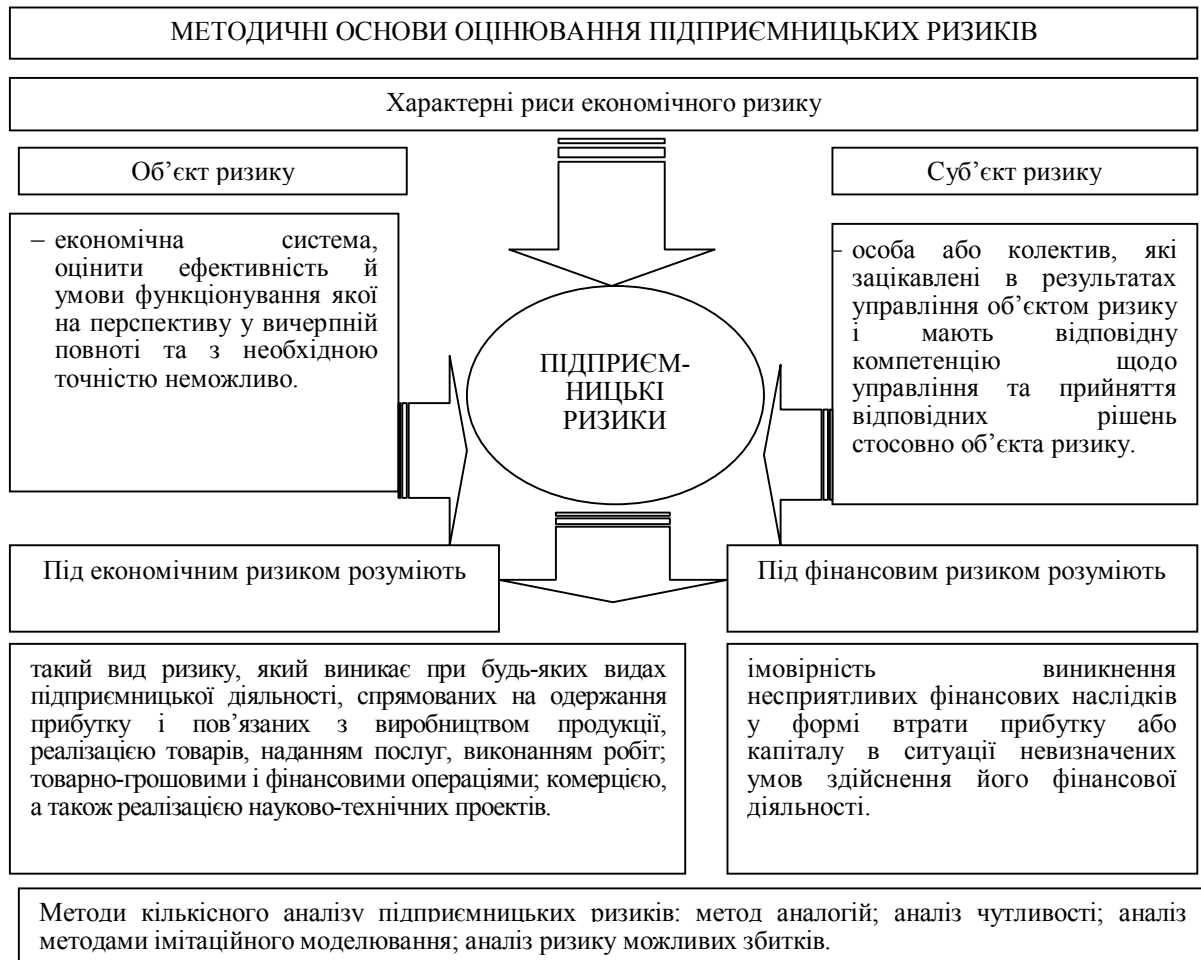 МЕТОДИЧНІ ОСНОВИ ОЦІНЮВАННЯ ПІДПРИЄМНИЦЬКИХ РИЗИКІВ
Характерні риси економічного ризику
Об’єкт ризику
Суб’єкт ризику
– економічна система,
оцінити ефективність й
умови функціонування якої
на перспективу у вичерпній
повноті та з необхідною
точністю неможливо.
ПІДПРИЄМ-
НИЦЬКІ
РИЗИКИ
– особа або колектив, які
зацікавлені в результатах
управління об’єктом ризику
і мають відповідну
компетенцію щодо
управління та прийняття
відповідних рішень
стосовно об’єкта ризику.
Під економічним ризиком розуміють
Під фінансовим ризиком розуміють
такий вид ризику, який виникає при будь-яких видах
підприємницької діяльності, спрямованих на одержання
прибутку і пов’язаних з виробництвом продукції,
реалізацією товарів, наданням послуг, виконанням робіт;
товарно-грошовими і фінансовими операціями; комерцією,
а також реалізацією науково-технічних проектів.
імовірність виникнення
несприятливих фінансових наслідків
у формі втрати прибутку або
капіталу в ситуації невизначених
умов здійснення його фінансової
діяльності.
Методи кількісного аналізу підприємницьких ризиків: метод аналогій; аналіз чутливості; аналіз
методами імітаційного моделювання; аналіз ризику можливих збитків.